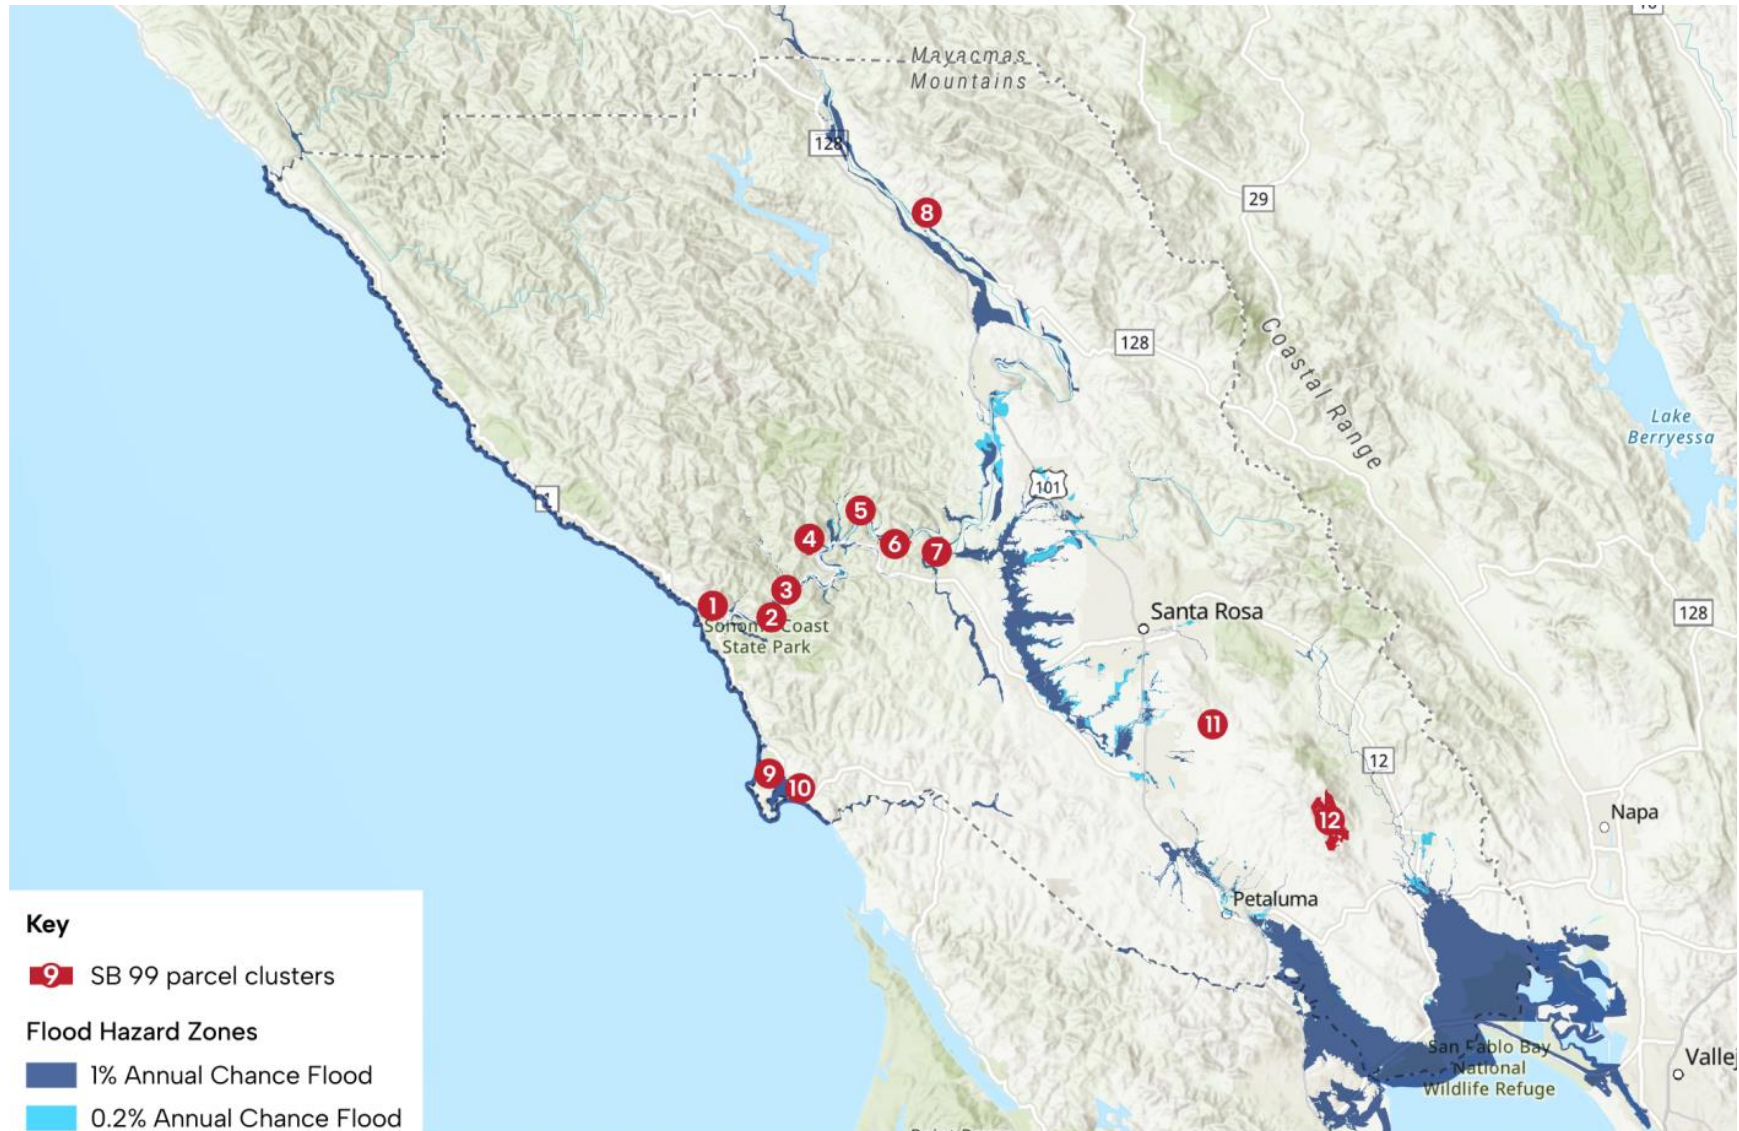 Mayacmas
Mountains
128
8
29
128
Coastal Range
Lake
Berryessa
1
101
5
4
6
7
3
1
2
Sonoma Coast
State Park
Santa Rosa
128
11
12
9
10
12
Napa
Petaluma
Key
9 SB 99 parcel clusters
Flood Hazard Zones
1% Annual Chance Flood
0.2% Annual Chance Flood
San Pablo Bay
National
Wildlife Refuge